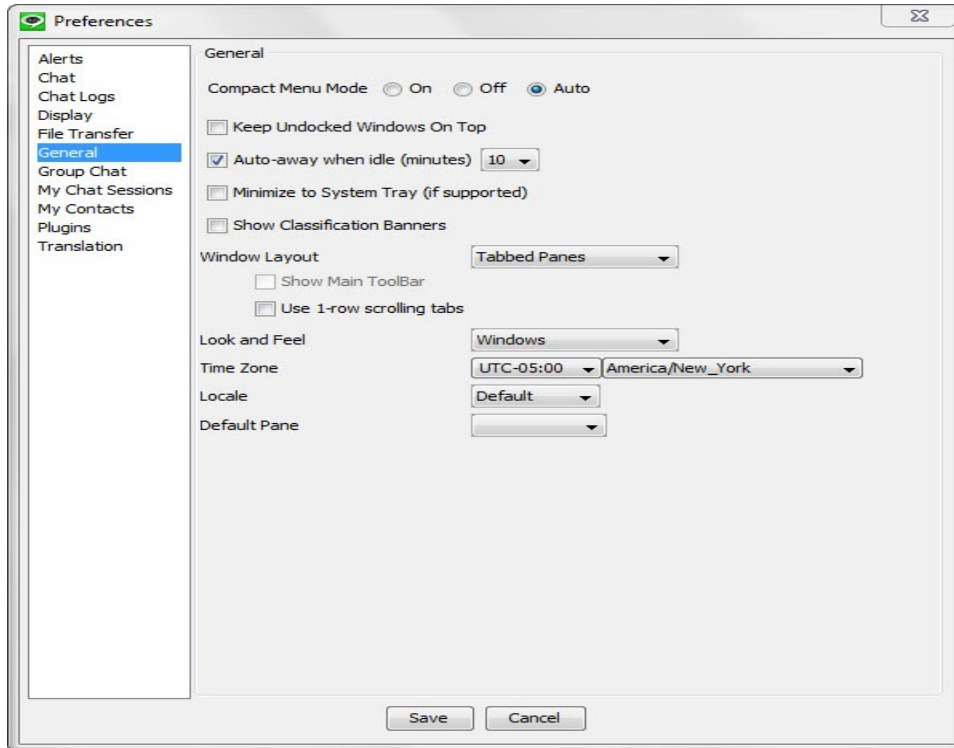 Preferences
Alerts
Chat
Chat Logs
Display
File Transfer
General
Group Chat
My Chat Sessions
My Contacts
Plugins
Translation
General
Compact Menu Mode On Off Auto
Keep Undocked Windows On Top
Auto-away when idle (minutes) 10
Minimize to System Tray (if supported)
Show Classification Banners
Window Layout Tabbed Panes
Show Main ToolBar
Use 1-row scrolling tabs
Look and Feel Windows
Time Zone UTC-05:00 America/New_York
Locale Default
Default Pane
Save Cancel